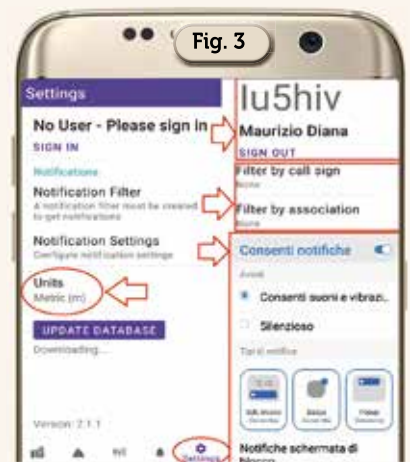 Fig. 3
Settings
No User - Please sign in
SIGN IN
Notifications
Notification Filter
A notification filter must be created
to get notifications
Notification Settings
Configure notification settings
Units
Metric (m)
UPDATE DATABASE
Downloading...
Version: 2.1.1
Settings
lu5hiv
Maurizio Diana
SIGN OUT
Filter by call sign
None
Filter by association
None
Consenti notifiche
Avvisi
Consenti suoni e vibrazi..
Silenzioso
Tipi di notifica
Notifiche schermata di
blocco